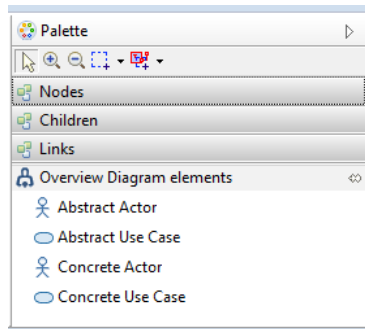 Palette
Nodes
Children
Links
Overview Diagram elements
Abstract Actor
Abstract Use Case
Concrete Actor
Concrete Use Case